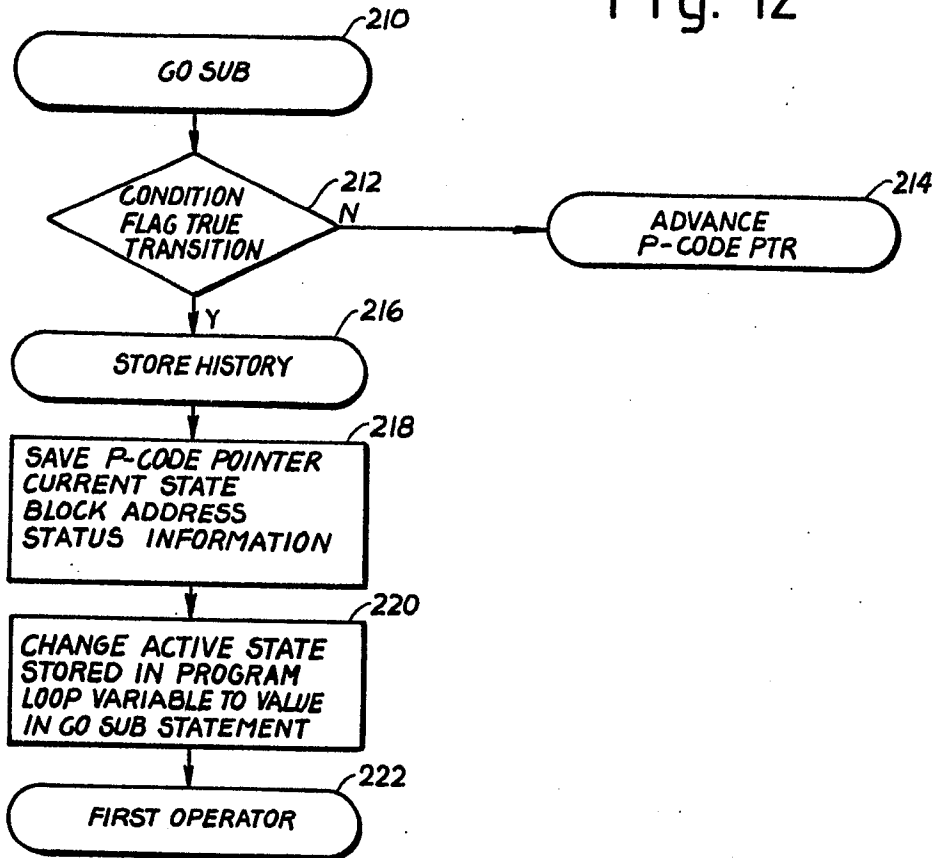 Fig. 12
210
GO SUB
212
CONDITION
FLAG TRUE
TRANSITION
N
214
ADVANCE
P-CODE PTR
Y
216
STORE HISTORY
218
SAVE P-CODE POINTER
CURRENT STATE
BLOCK ADDRESS
STATUS INFORMATION
220
CHANGE ACTIVE STATE
STORED IN PROGRAM
LOOP VARIABLE TO VALUE
IN GO SUB STATEMENT
222
FIRST OPERATOR